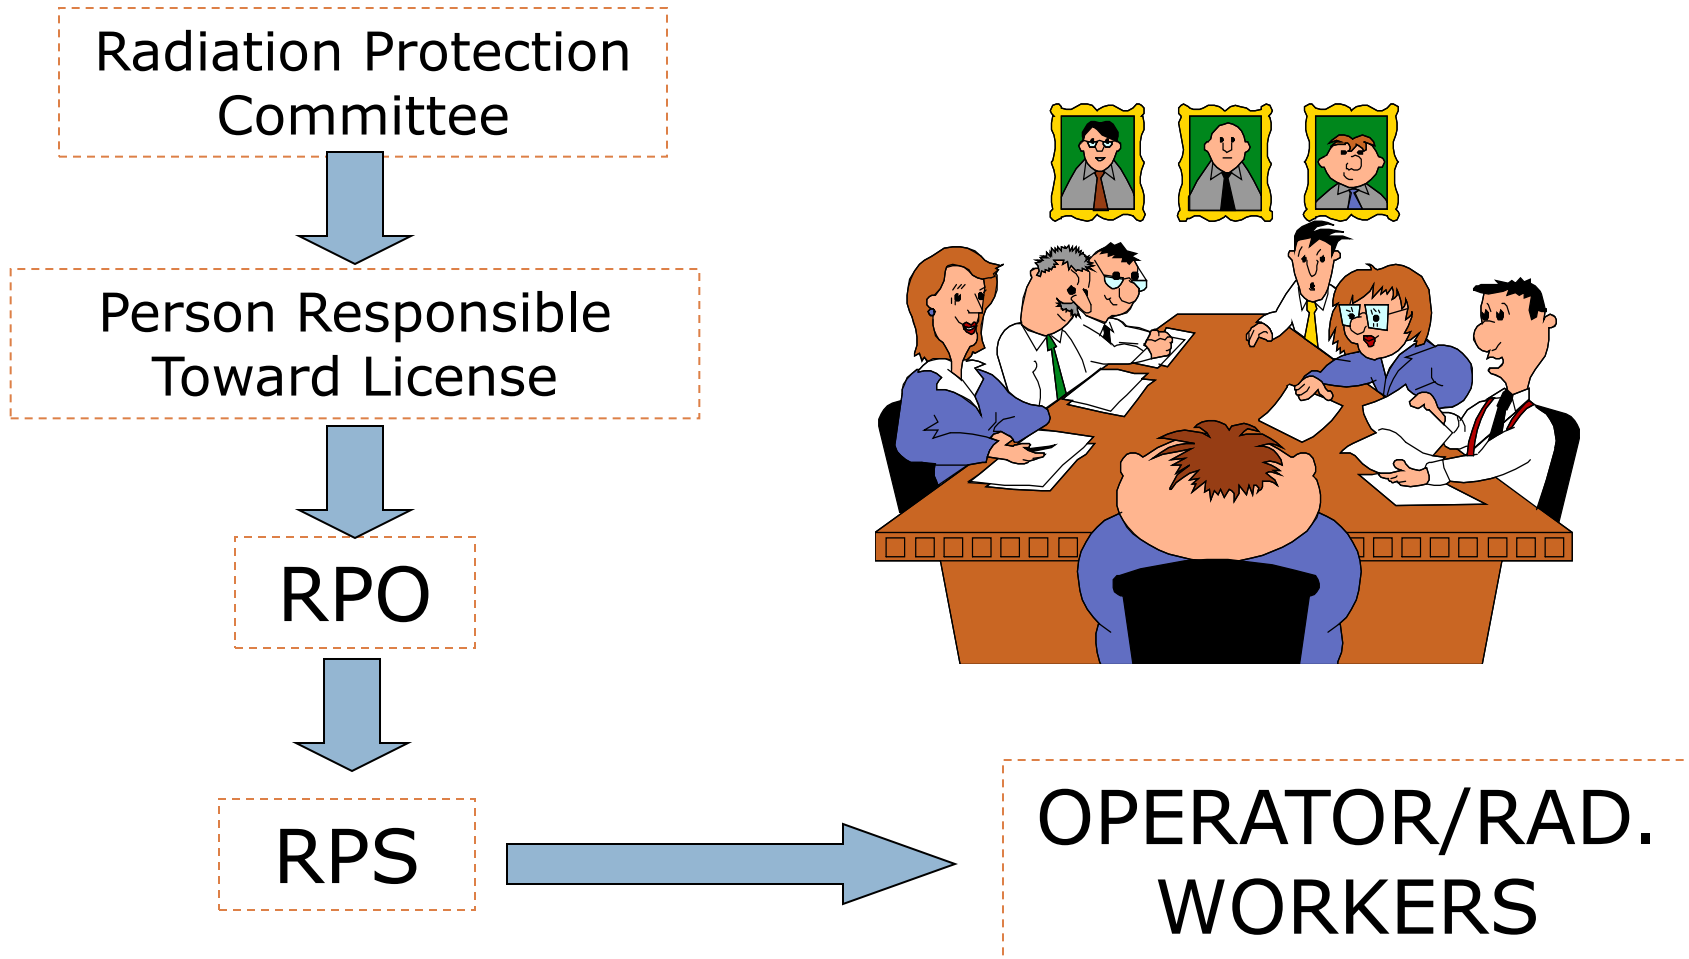 Radiation Protection
Committee
Person Responsible
Toward License
RPO
RPS
OPERATOR/RAD.
WORKERS